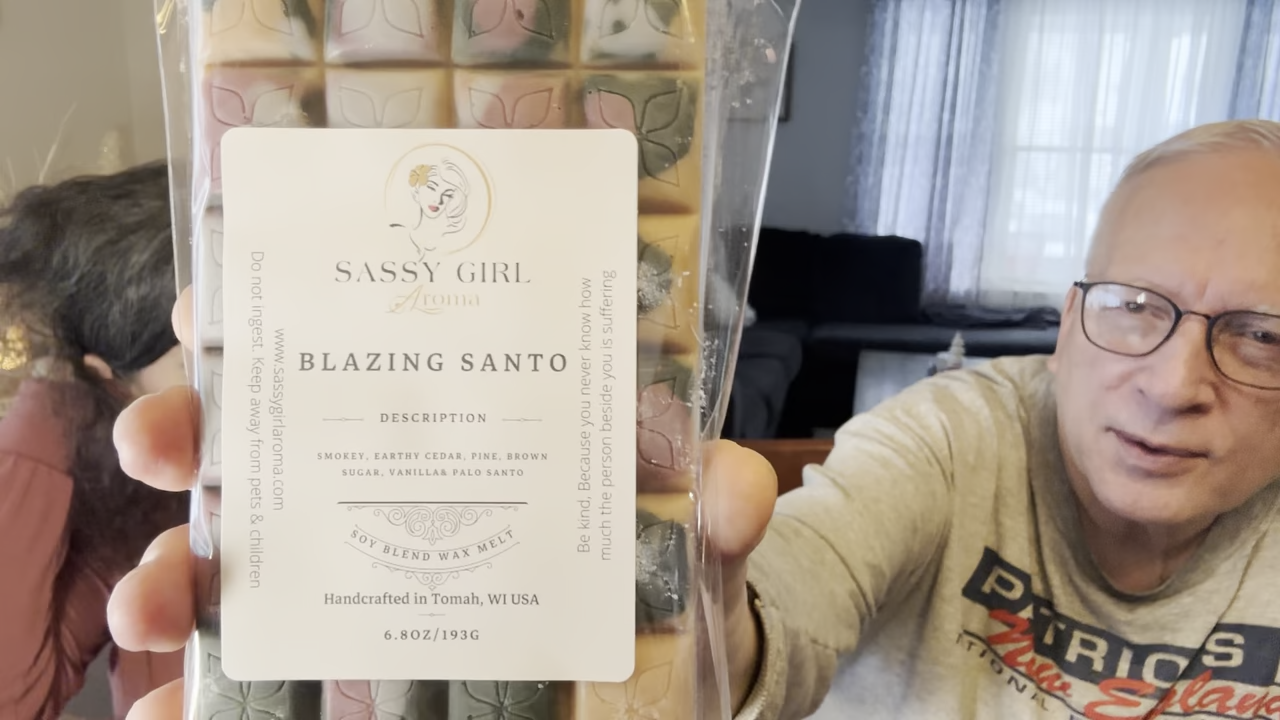 SASSY GIRL
Aroma
BLAZING SANTO
DESCRIPTION
SMOKEY, EARTHY CEDAR, PINE, BROWN
SUGAR, VANILLA& PALO SANTO
SOY BLEND WAX MELT
Handcrafted in Tomah, WI USA
6.8OZ/193G
www.sassygirlaroma.com
Do not ingest. Keep away from pets & children
Be kind. Because you never know how
much the person beside you is suffering
PATRIOS
New